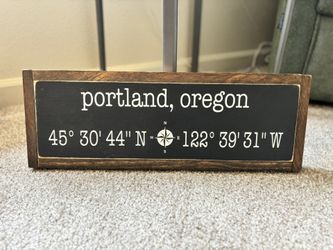 portland, oregon
45° 30' 44" N N W E S 122° 39' 31" W